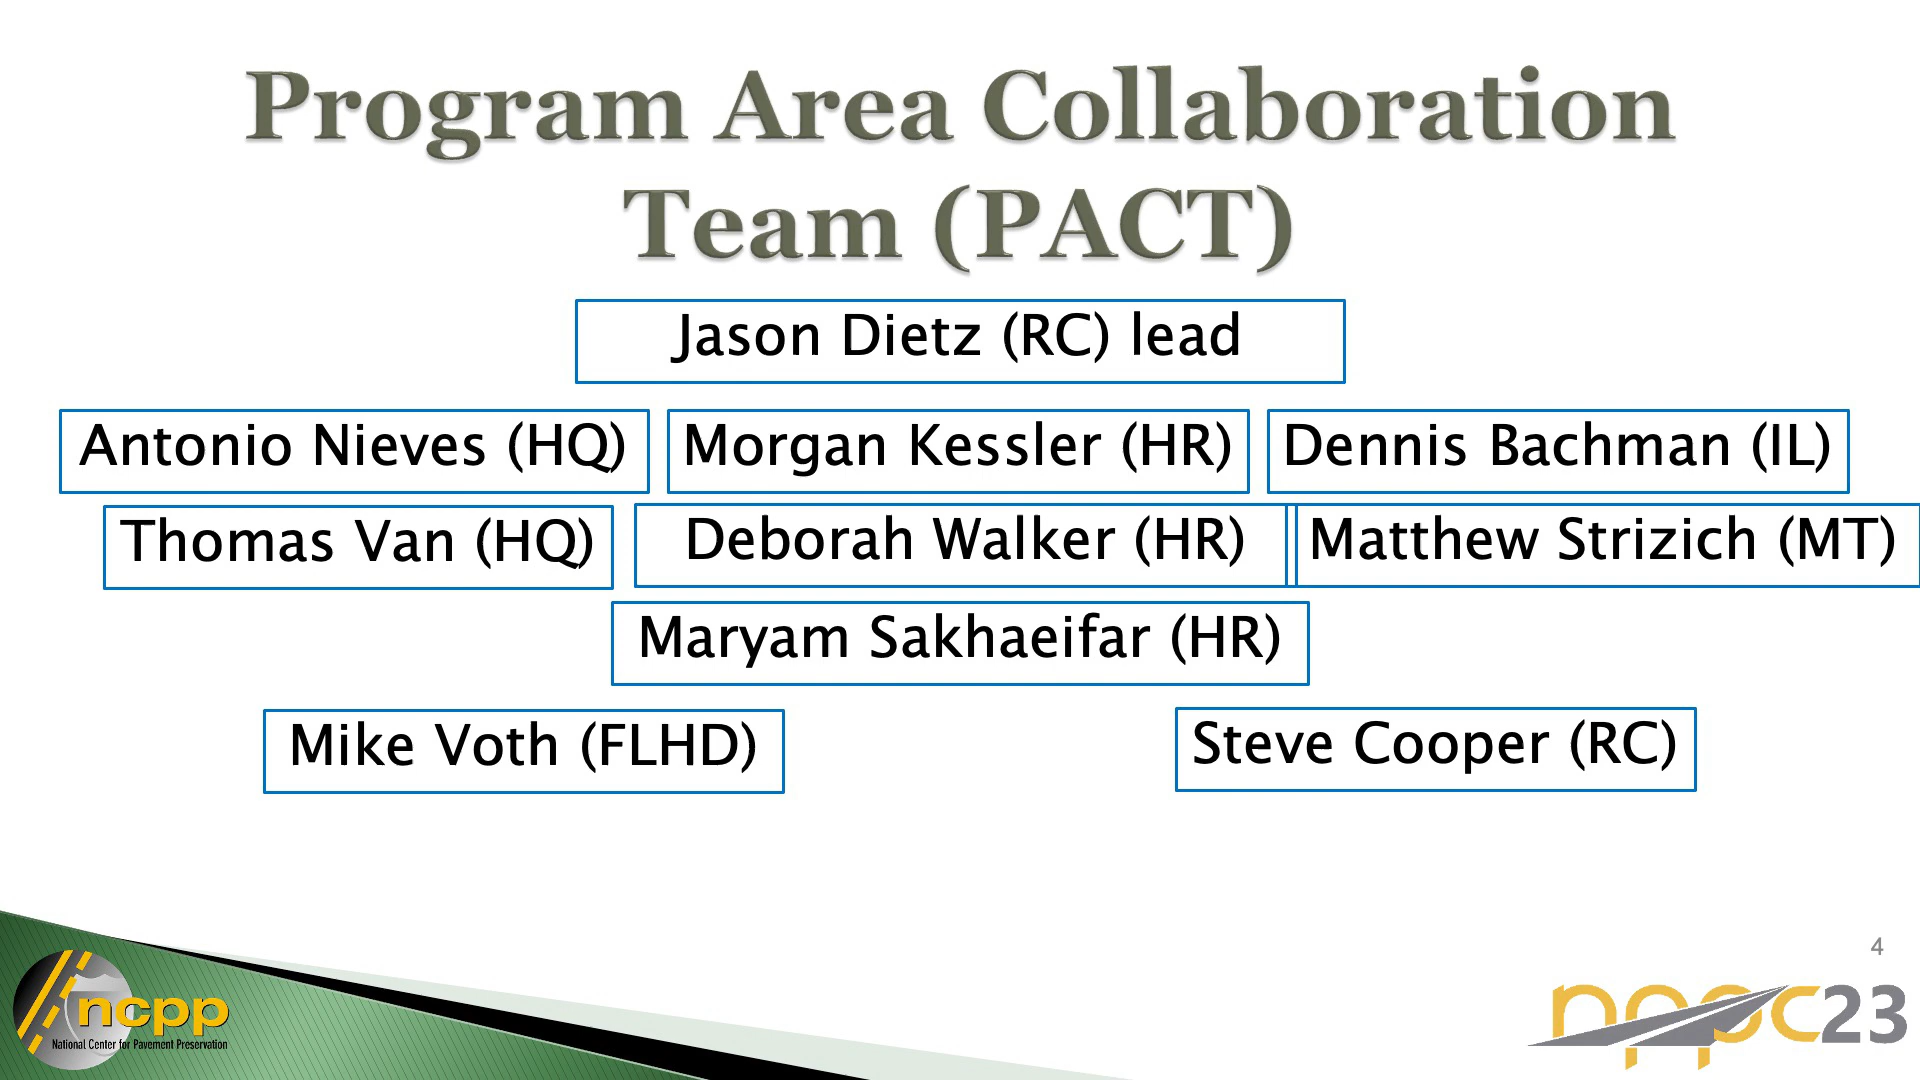 Program Area Collaboration
Team (PACT)
Jason Dietz (RC) lead
Antonio Nieves (HQ)
Morgan Kessler (HR)
Dennis Bachman (IL)
Thomas Van (HQ)
Deborah Walker (HR)
Matthew Strizich (MT)
Maryam Sakhaeifar (HR)
Mike Voth (FLHD)
Steve Cooper (RC)
4
ncpp
National Center for Pavement Preservation
nppc23